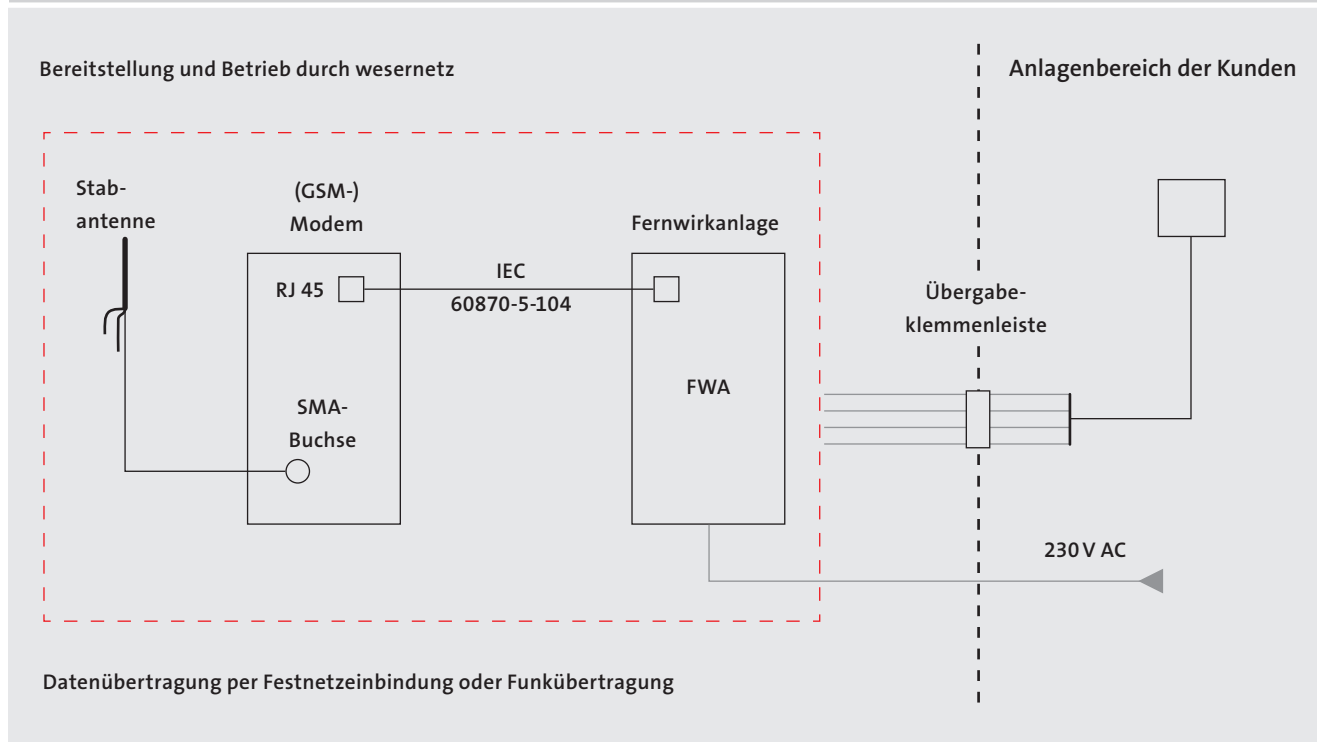 Bereitstellung und Betrieb durch wesernetz
Anlagenbereich der Kunden
Stab-
antenne
(GSM-)
Modem
Fernwirkanlage
RJ 45
IEC
60870-5-104
Übergabe-
klemmenleiste
FWA
SMA-
Buchse
230 V AC
Datenübertragung per Festnetzeinbindung oder Funkübertragung